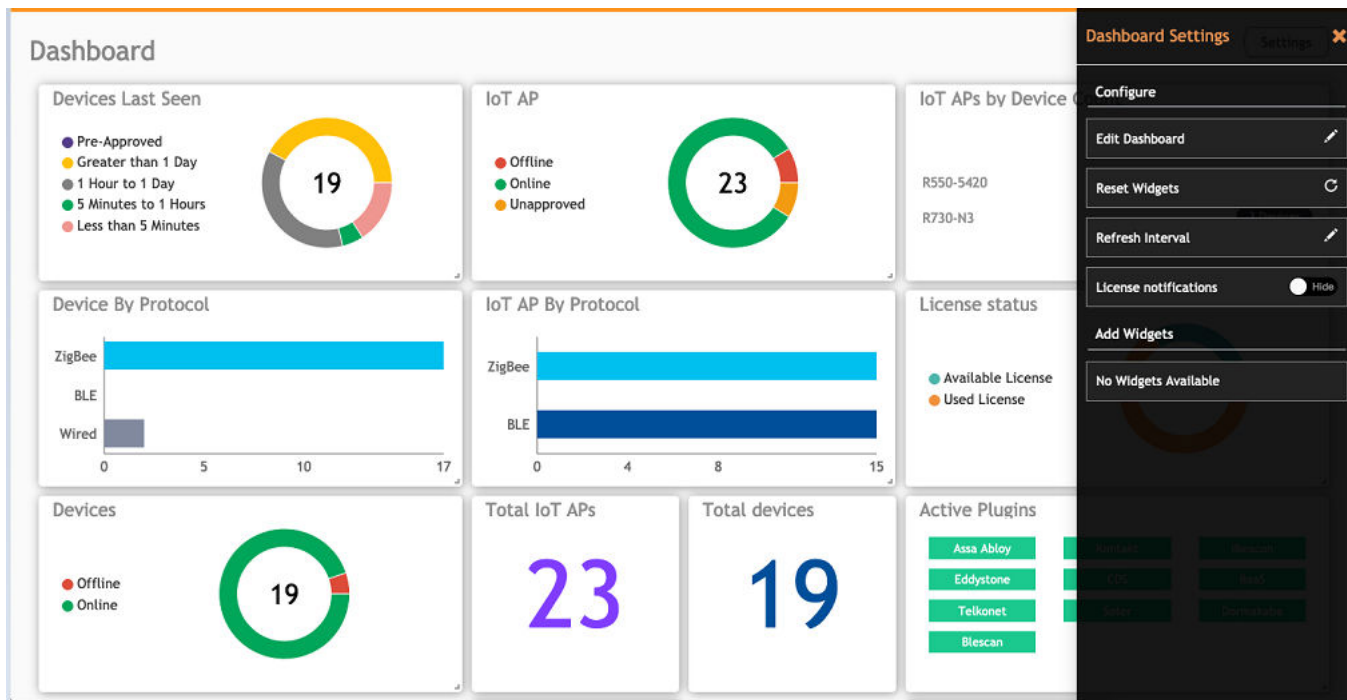 Dashboard
Devices Last Seen
Pre-Approved
Greater than 1 Day
1 Hour to 1 Day
5 Minutes to 1 Hours
Less than 5 Minutes
19
IoT AP
Offline
Online
Unapproved
23
IoT APs by Device
R550-5420
R730-N3
Device By Protocol
ZigBee
BLE
Wired
0 5 10 17
IoT AP By Protocol
ZigBee
BLE
0 4 8 15
License status
Available License
Used License
Devices
Offline
Online
19
Total IoT APs
23
Total devices
19
Active Plugins
Assa Abloy
Eddystone
Telkonet
Blescan
Dashboard Settings
Settings
Configure
Edit Dashboard
Reset Widgets
Refresh Interval
License notifications
Hide
Add Widgets
No Widgets Available